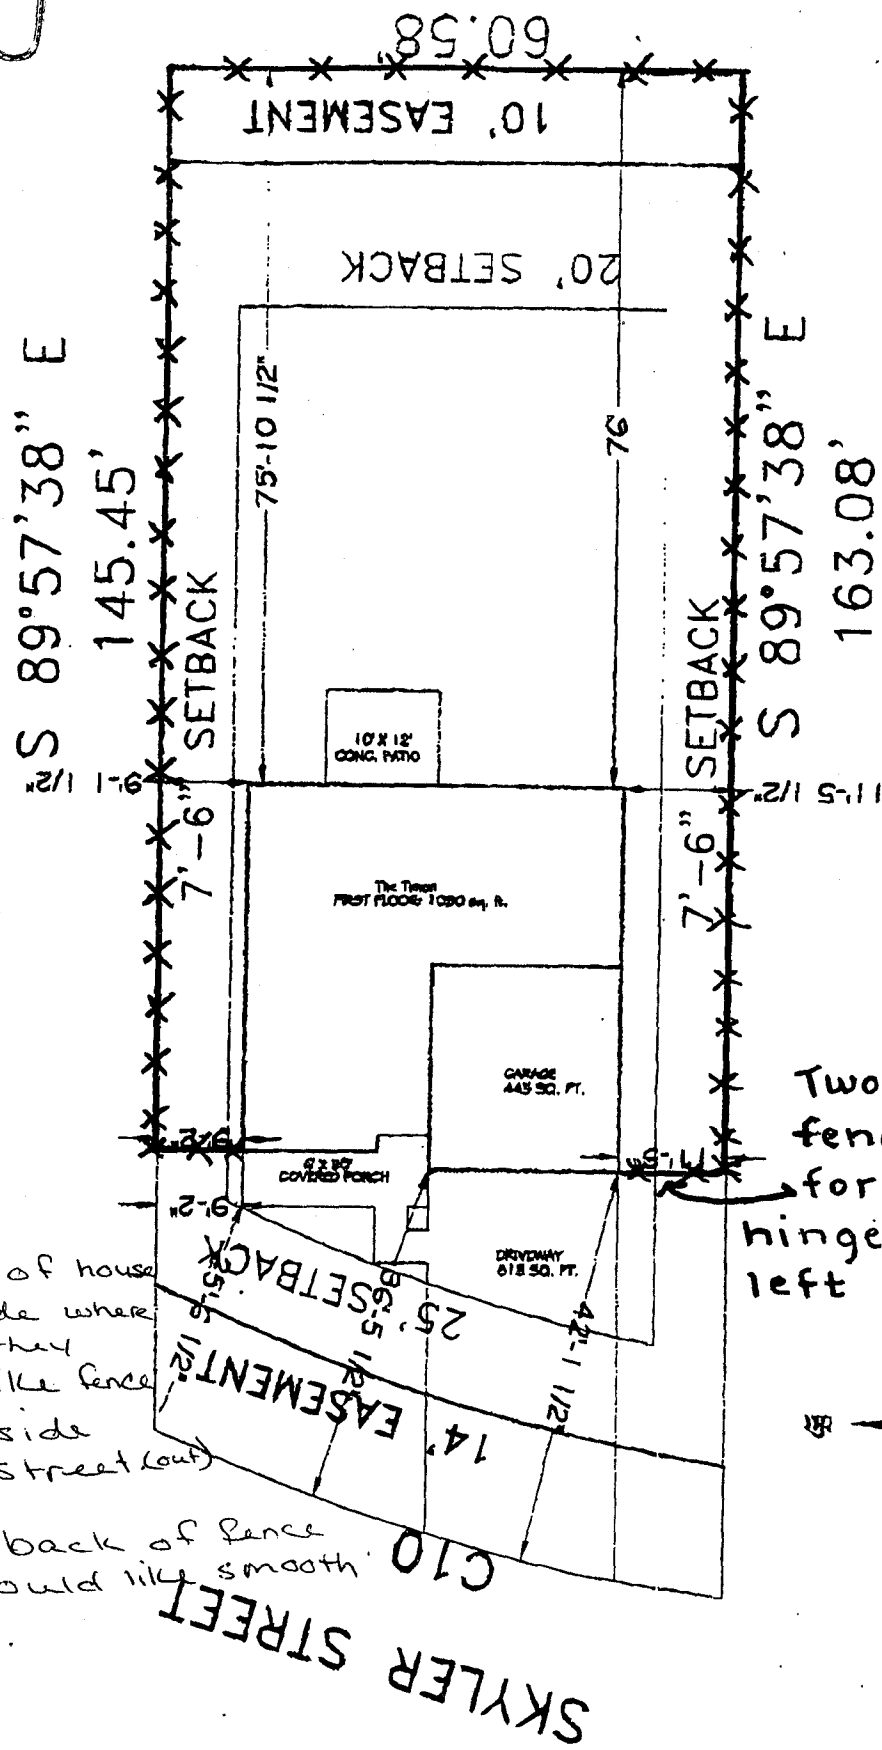 60.58'
10' EASEMENT
20' SETBACK
S 89°57'38" E
145.45'
75'-10 1/2"
76'
SETBACK
7'-6"
S 89°57'38" E
163.08'
SETBACK
7'-6"
10' X 12'
CONC. PATIO
9'-1 1/2"
11'-5 1/2"
The
FIRST FLOOR sq. ft.
GARAGE
SQ. FT.
COVERED PORCH
9'-2"
9'-2"
11'-5"
DRIVEWAY
SQ. FT.
Two
fen
for
hinge
left
25' SETBACK
14' EASEMENT
42'-1 1/2"
of house
de where
they
like fence
side
street (out)
back of fence
ould like smooth
C10
SKYLER STREET